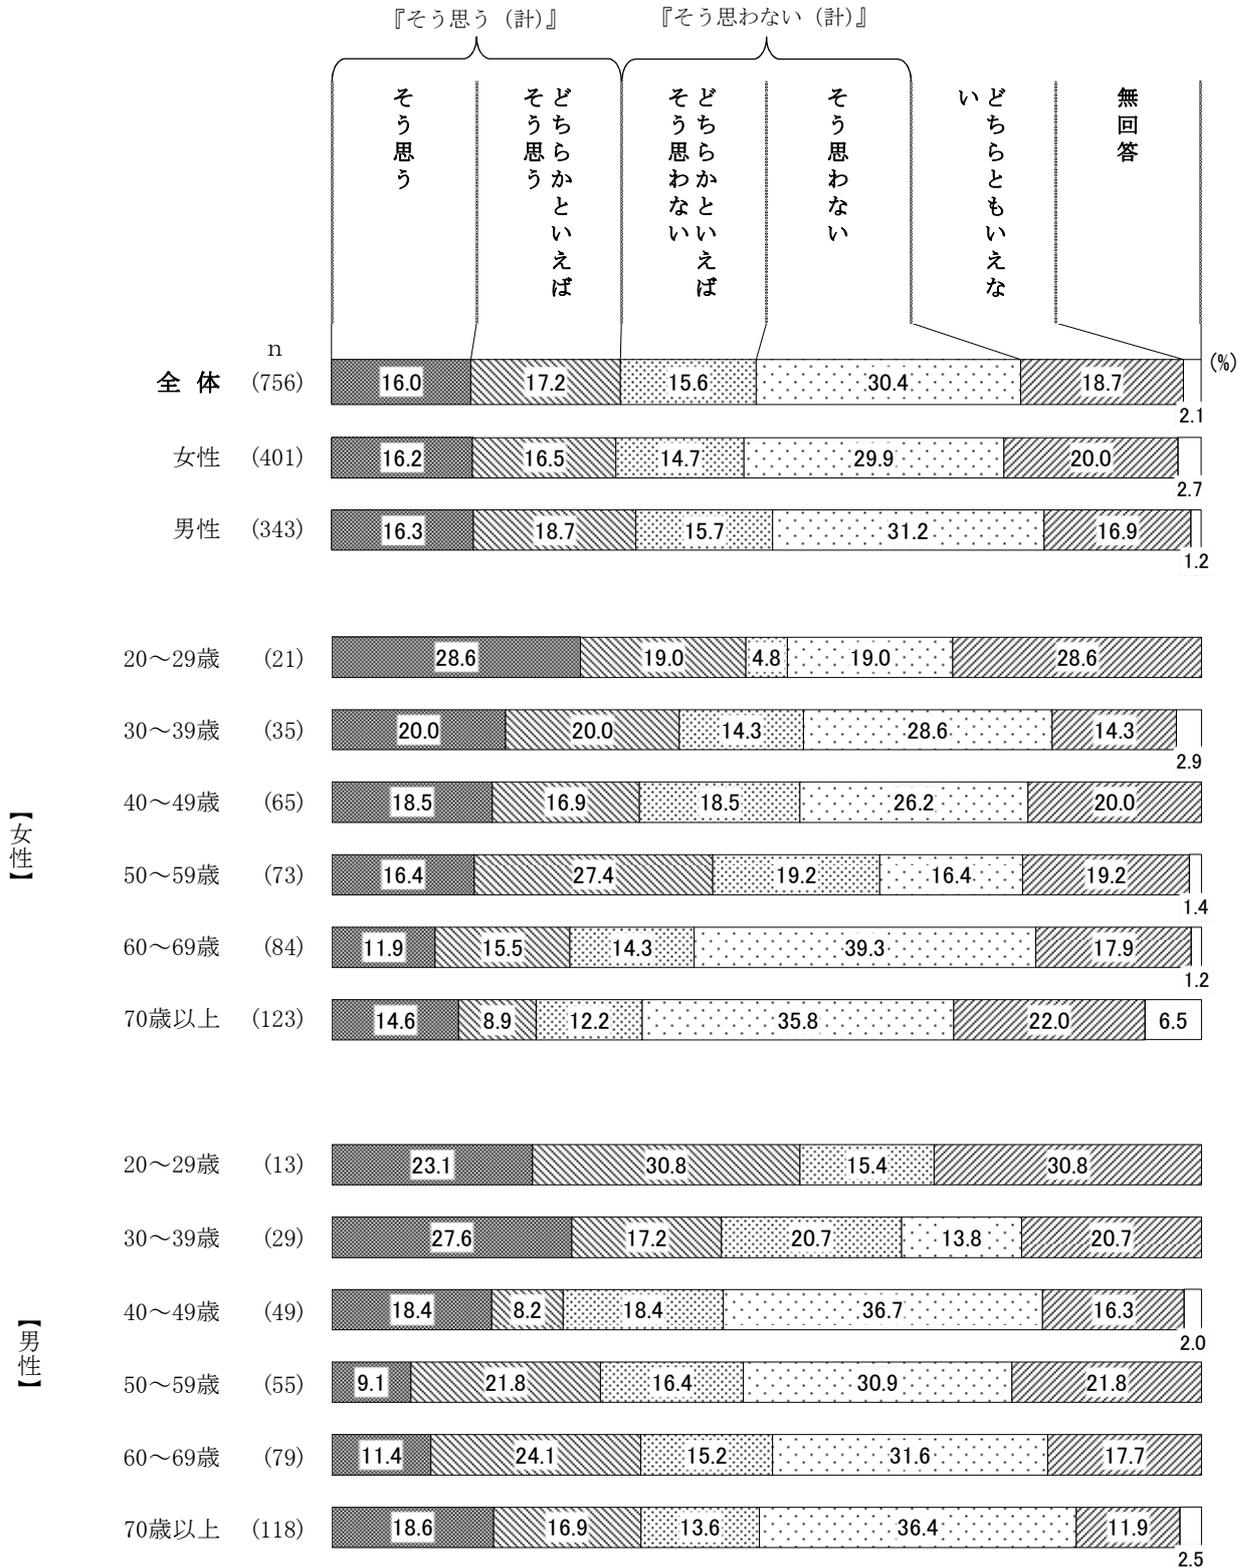 『そう思う（計）』 『そう思わない（計）』
そう思う
どちらかといえば
そう思う
どちらかといえば
そう思わない
そう思わない
どちらともいえな
い
無回答
n
(%)
全 体 (756) 16.0 17.2 15.6 30.4 18.7 2.1
女性 (401) 16.2 16.5 14.7 29.9 20.0 2.7
男性 (343) 16.3 18.7 15.7 31.2 16.9 1.2
【女性】
20～29歳 (21) 28.6 19.0 4.8 19.0 28.6
30～39歳 (35) 20.0 20.0 14.3 28.6 14.3 2.9
40～49歳 (65) 18.5 16.9 18.5 26.2 20.0
50～59歳 (73) 16.4 27.4 19.2 16.4 19.2 1.4
60～69歳 (84) 11.9 15.5 14.3 39.3 17.9 1.2
70歳以上 (123) 14.6 8.9 12.2 35.8 22.0 6.5
【男性】
20～29歳 (13) 23.1 30.8 15.4 30.8
30～39歳 (29) 27.6 17.2 20.7 13.8 20.7
40～49歳 (49) 18.4 8.2 18.4 36.7 16.3 2.0
50～59歳 (55) 9.1 21.8 16.4 30.9 21.8
60～69歳 (79) 11.4 24.1 15.2 31.6 17.7
70歳以上 (118) 18.6 16.9 13.6 36.4 11.9 2.5